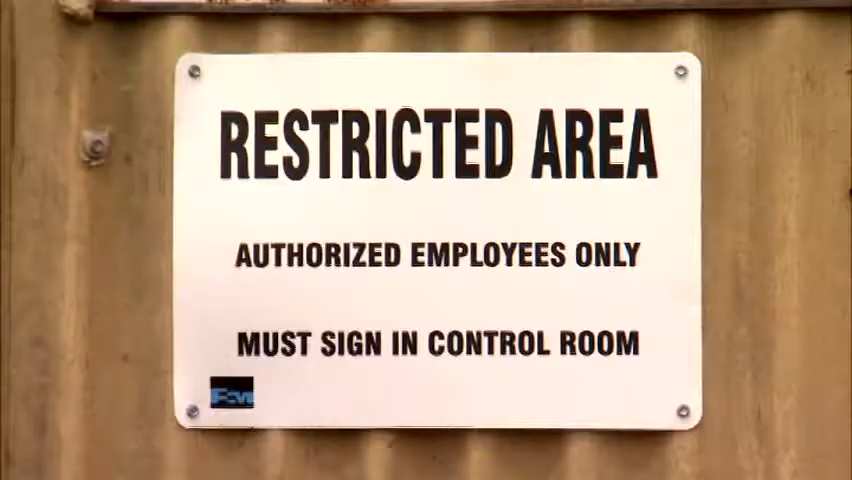 RESTRICTED AREA
AUTHORIZED EMPLOYEES ONLY
MUST SIGN IN CONTROL ROOM